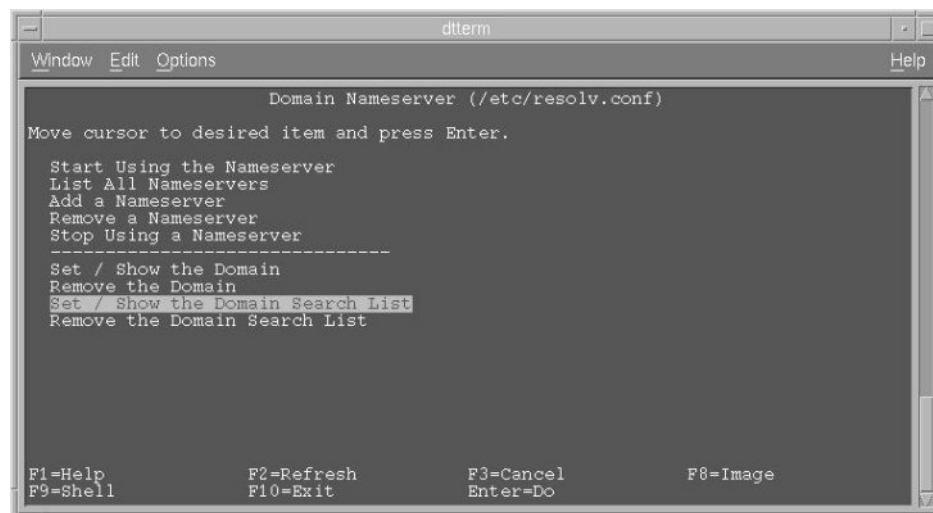 dtterm
Window Edit Options Help
Domain Nameserver (/etc/resolv.conf)
Move cursor to desired item and press Enter.
Start Using the Nameserver
List All Nameservers
Add a Nameserver
Remove a Nameserver
Stop Using a Nameserver
-------------------------------
Set / Show the Domain
Remove the Domain
Set / Show the Domain Search List
Remove the Domain Search List
F1=Help F2=Refresh F3=Cancel F8=Image
F9=Shell F10=Exit Enter=Do